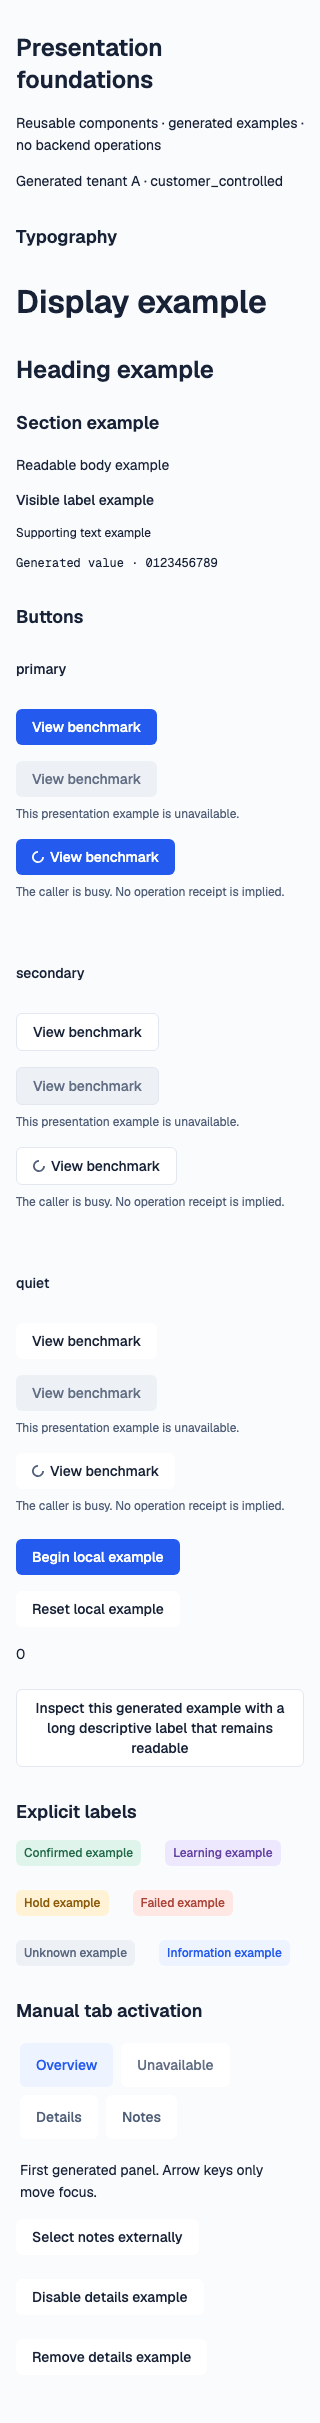 Presentation
foundations
Reusable components · generated examples ·
no backend operations
Generated tenant A · customer_controlled
Typography
Display example
Heading example
Section example
Readable body example
Visible label example
Supporting text example
Generated value · 0123456789
Buttons
primary
View benchmark
View benchmark
This presentation example is unavailable.
View benchmark
The caller is busy. No operation receipt is implied.
secondary
View benchmark
View benchmark
This presentation example is unavailable.
View benchmark
The caller is busy. No operation receipt is implied.
quiet
View benchmark
View benchmark
This presentation example is unavailable.
View benchmark
The caller is busy. No operation receipt is implied.
Begin local example
Reset local example
0
Inspect this generated example with a
long descriptive label that remains
readable
Explicit labels
Confirmed example Learning example
Hold example Failed example
Unknown example Information example
Manual tab activation
Overview Unavailable
Details Notes
First generated panel. Arrow keys only
move focus.
Select notes externally
Disable details example
Remove details example